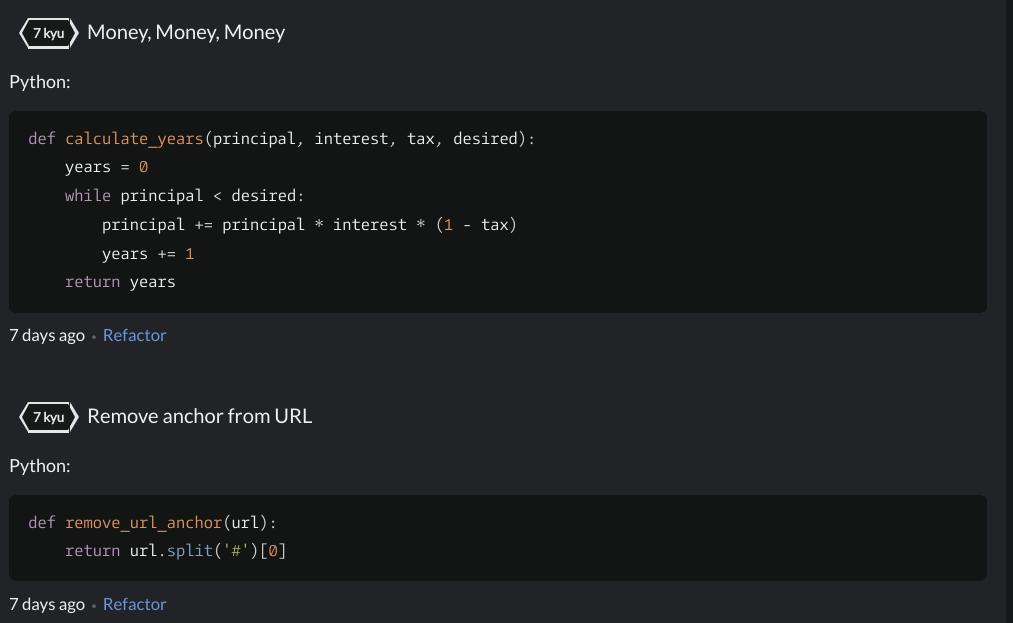 7 kyu Money, Money, Money
Python:
def calculate_years(principal, interest, tax, desired):
    years = 0
    while principal < desired:
        principal += principal * interest * (1 - tax)
        years += 1
    return years
7 days ago • Refactor
7 kyu Remove anchor from URL
Python:
def remove_url_anchor(url):
    return url.split('#')[0]
7 days ago • Refactor